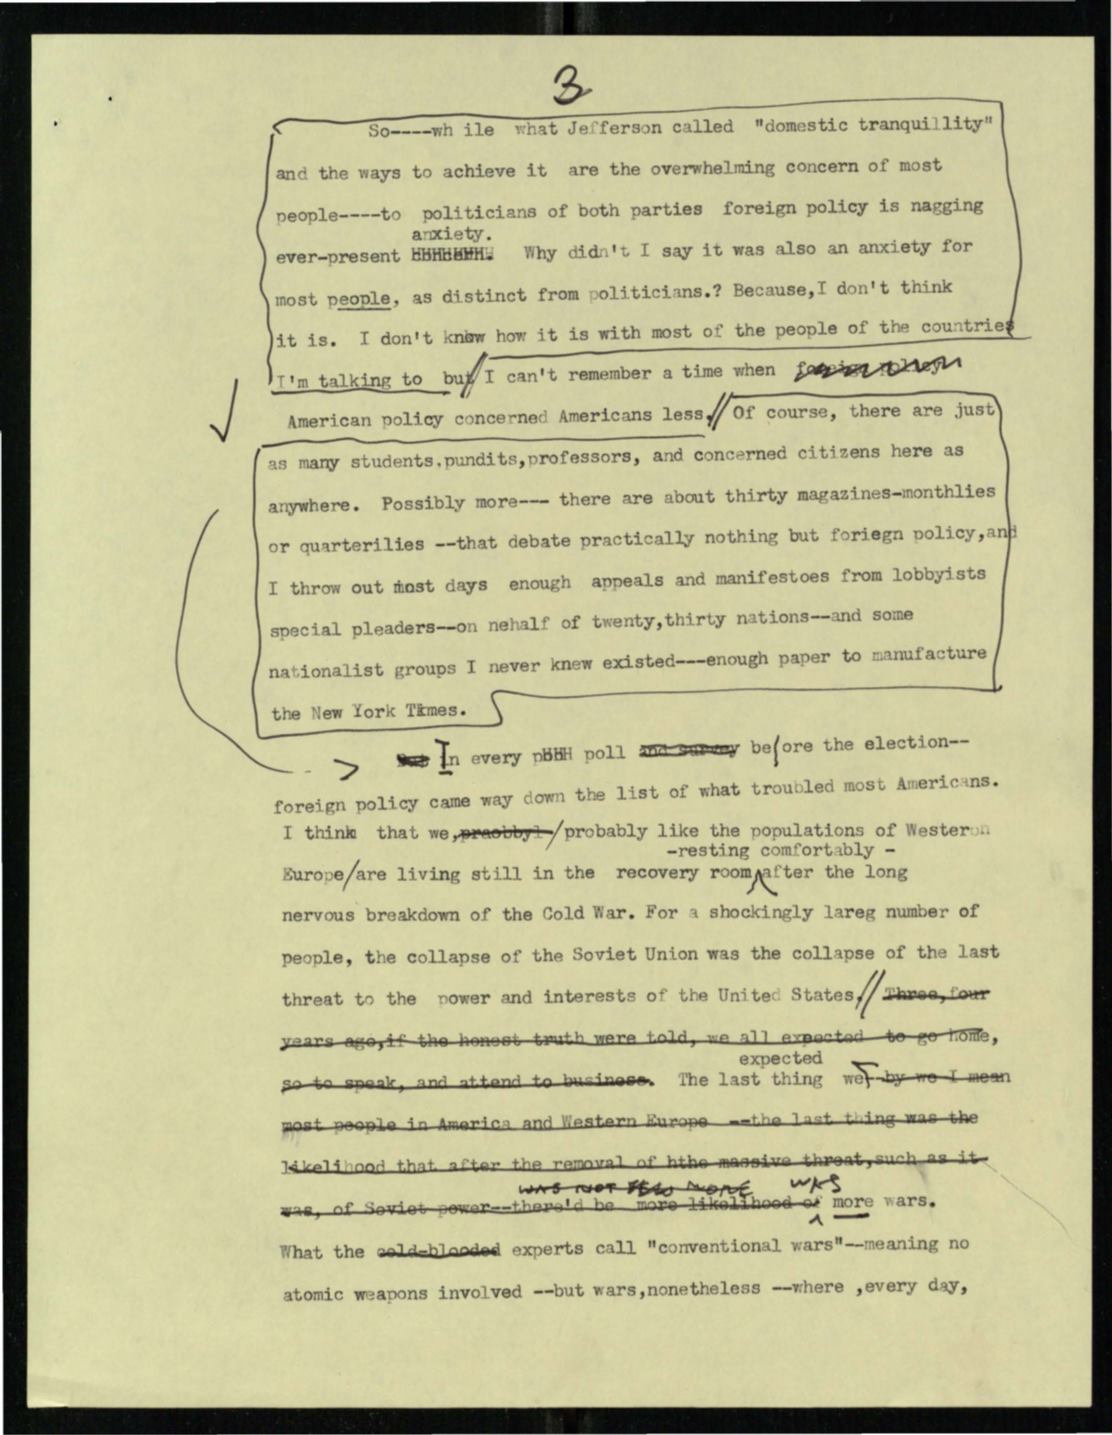 3
So----wh ile what Jefferson called "domestic tranquillity"
and the ways to achieve it are the overwhelming concern of most
people----to politicians of both parties foreign policy is nagging
anxiety.
ever-present Why didn't I say it was also an anxiety for
most people, as distinct from politicians.? Because,I don't think
it is. I don't know how it is with most of the people of the countries
I'm talking to but// I can't remember a time when foreign policy
American policy concerned Americans less.// Of course, there are just
as many students,pundits,professors, and concerned citizens here as
anywhere. Possibly more--- there are about thirty magazines-monthlies
or quarterilies --that debate practically nothing but foriegn policy,and
I throw out most days enough appeals and manifestoes from lobbyists
special pleaders--on nehalf of twenty,thirty nations--and some
nationalist groups I never knew existed---enough paper to manufacture
the New York Times.
But In every pHHH poll and survey before the election--
foreign policy came way down the list of what troubled most Americans.
I think that we,praobbyl/probably like the populations of Western
-resting comfortably -
Europe/are living still in the recovery room after the long
nervous breakdown of the Cold War. For a shockingly lareg number of
people, the collapse of the Soviet Union was the collapse of the last
threat to the power and interests of the United States.// Three,four
years ago,if the honest truth were told, we all expected to go home,
expected
so to speak, and attend to business. The last thing we--by we I mean
most people in America and Western Europe --the last thing was the
likelihood that after the removal of hthe massive threat,such as it
WAS NOT FEW MORE WAS
was, of Soviet power--there'd be more likelihood of more wars.
What the cold-blooded experts call "conventional wars"--meaning no
atomic weapons involved --but wars,nonetheless --where ,every day,